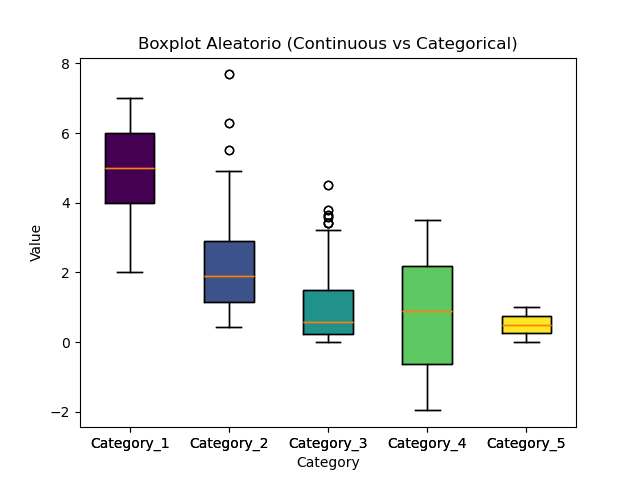 Boxplot Aleatorio (Continuous vs Categorical)
8
6
4
2
0
−2
Value
Category_1 Category_2 Category_3 Category_4 Category_5
Category